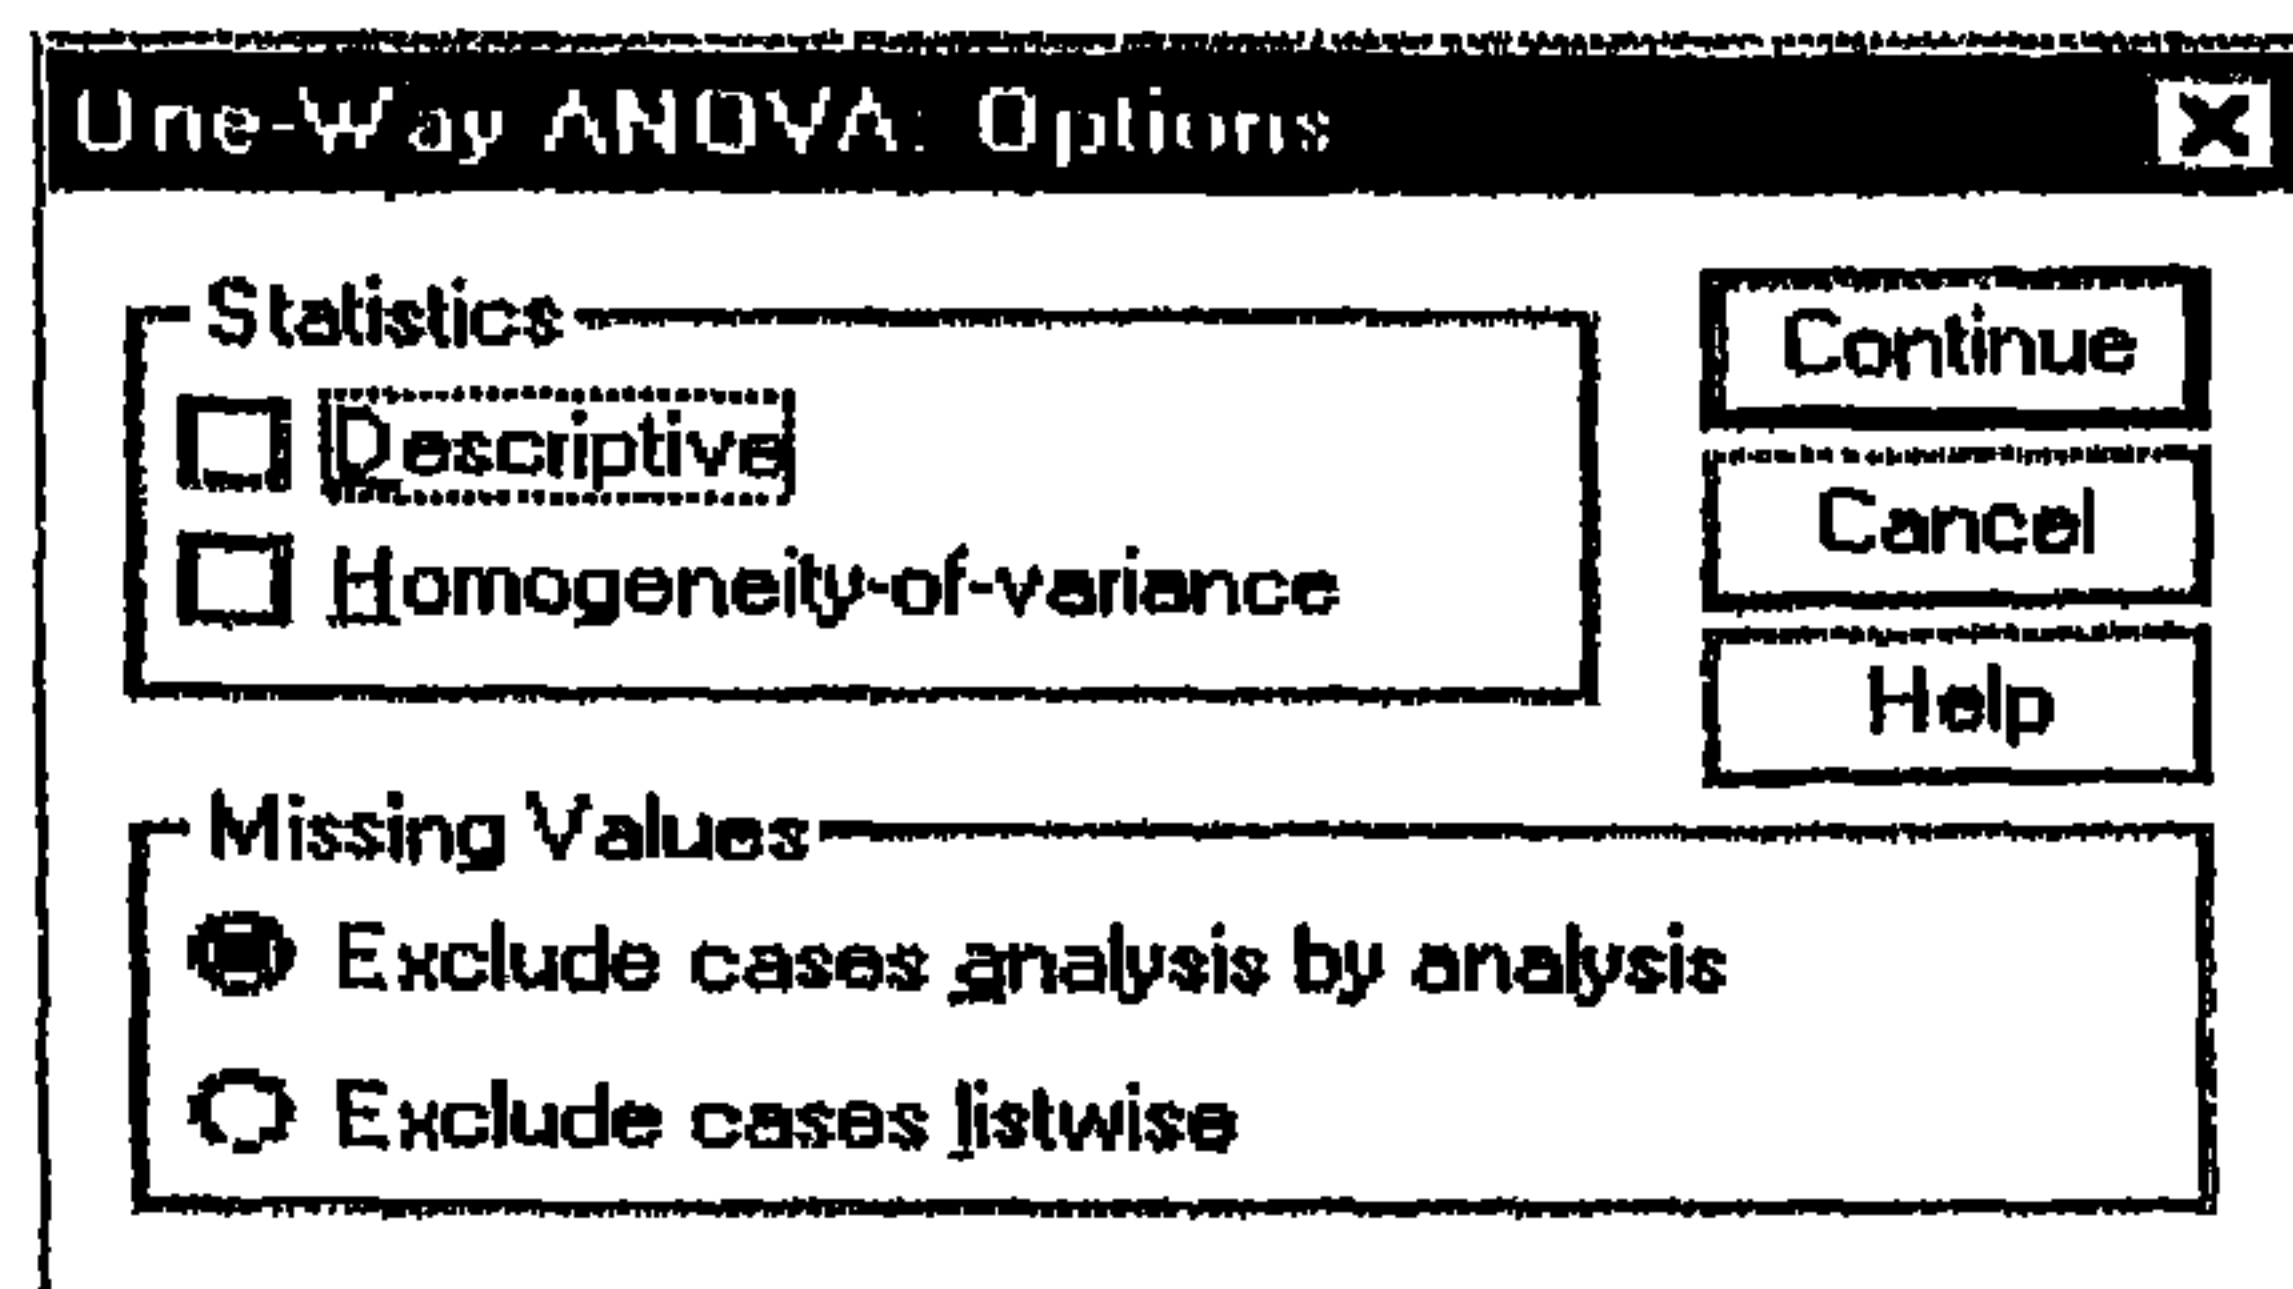 One-Way ANOVA: Options
Statistics
Descriptive
Homogeneity-of-variance
Continue
Cancel
Help
Missing Values
Exclude cases analysis by analysis
Exclude cases listwise